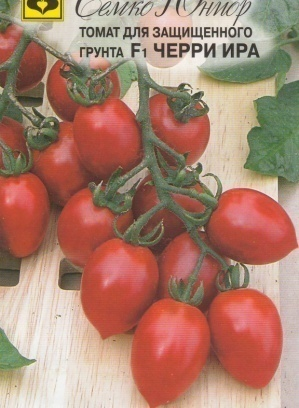 Семко Юниор
ТОМАТ ДЛЯ ЗАЩИЩЕННОГО
ГРУНТА F1 ЧЕРРИ ИРА